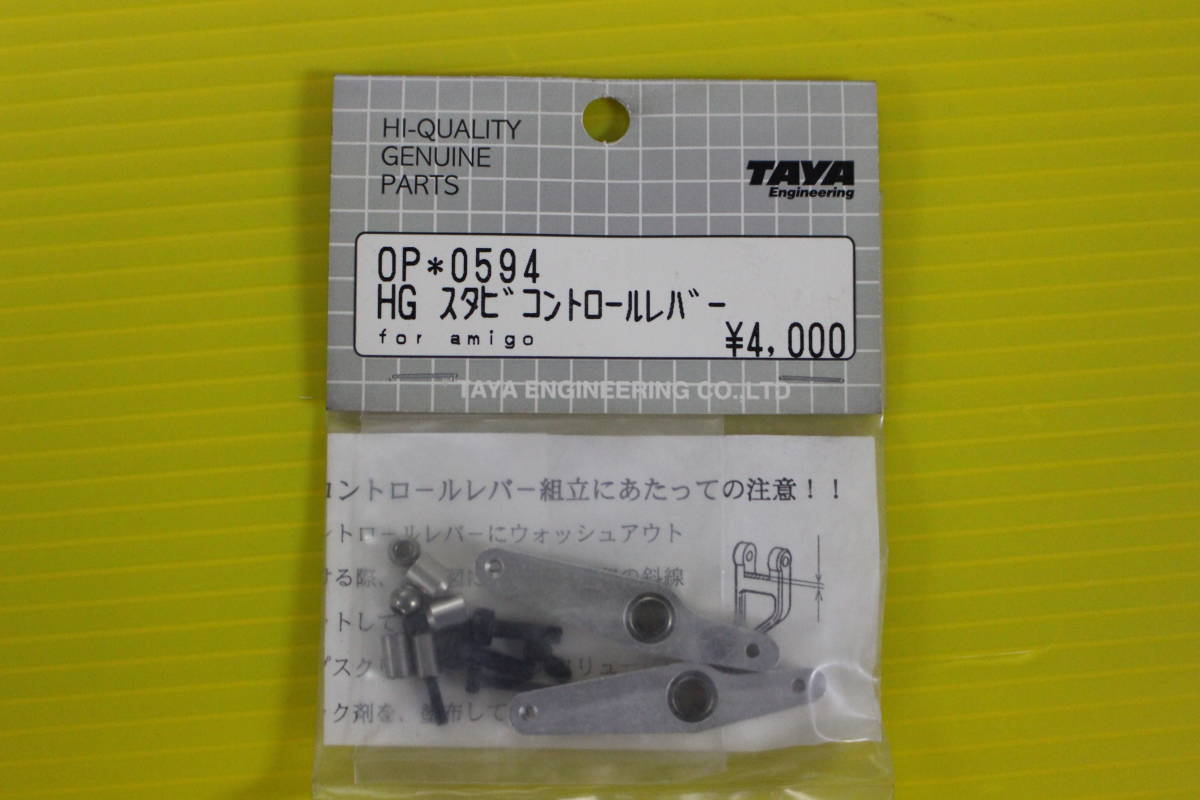 HI-QUALITY
GENUINE
PARTS
TAYA
Engineering
OP*0594
HG ｽﾀﾋﾞ ｺﾝﾄﾛｰﾙﾚﾊﾞｰ
for amigo
¥4,000
TAYA ENGINEERING CO.,LTD
コントロールレバー組立にあたっての注意！！
ントロールレバーにウォッシュアウト
ける際、 の斜線
トして
プスク リュー
ク剤を、塗布して